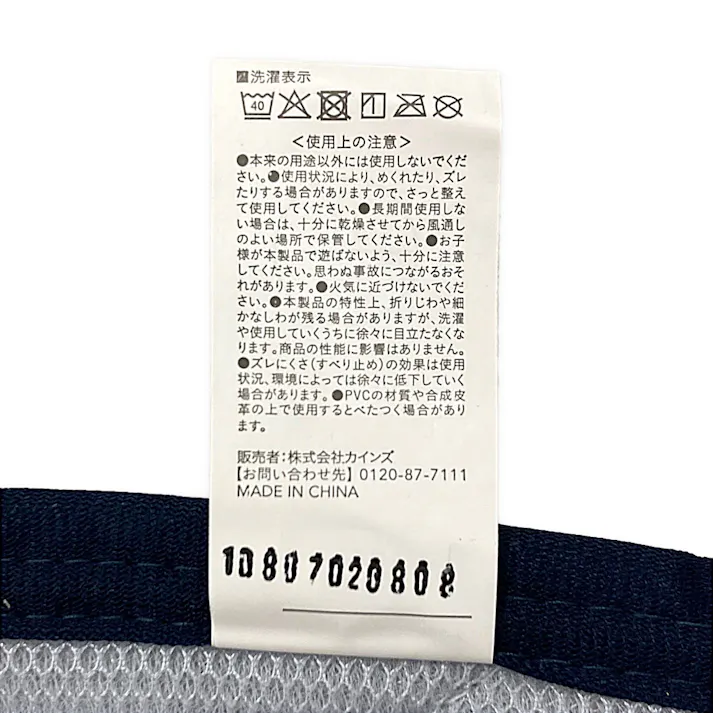 洗濯表示
40
＜使用上の注意＞
●本来の用途以外には使用しないでくだ
さい。●使用状況により、めくれたり、ズレ
たりする場合がありますので、さっと整え
て使用してください。●長期間使用しな
い場合は、十分に乾燥させてから風通し
のよい場所で保管してください。●お子
様が本製品で遊ばないよう、十分に注意
してください。思わぬ事故につながるおそ
れがあります。●火気に近づけないでくだ
さい。●本製品の特性上、折りじわや細
かなしわが残る場合がありますが、洗濯
や使用していくうちに徐々に目立たなくな
ります。商品の性能に影響はありません。
●ズレにくさ(すべり止め)の効果は使用
状況、環境によっては徐々に低下していく
場合があります。●PVCの材質や合成皮
革の上で使用するとべたつく場合があり
ます。
販売者：株式会社カインズ
【お問い合わせ先】0120-87-7111
MADE IN CHINA
10807020808